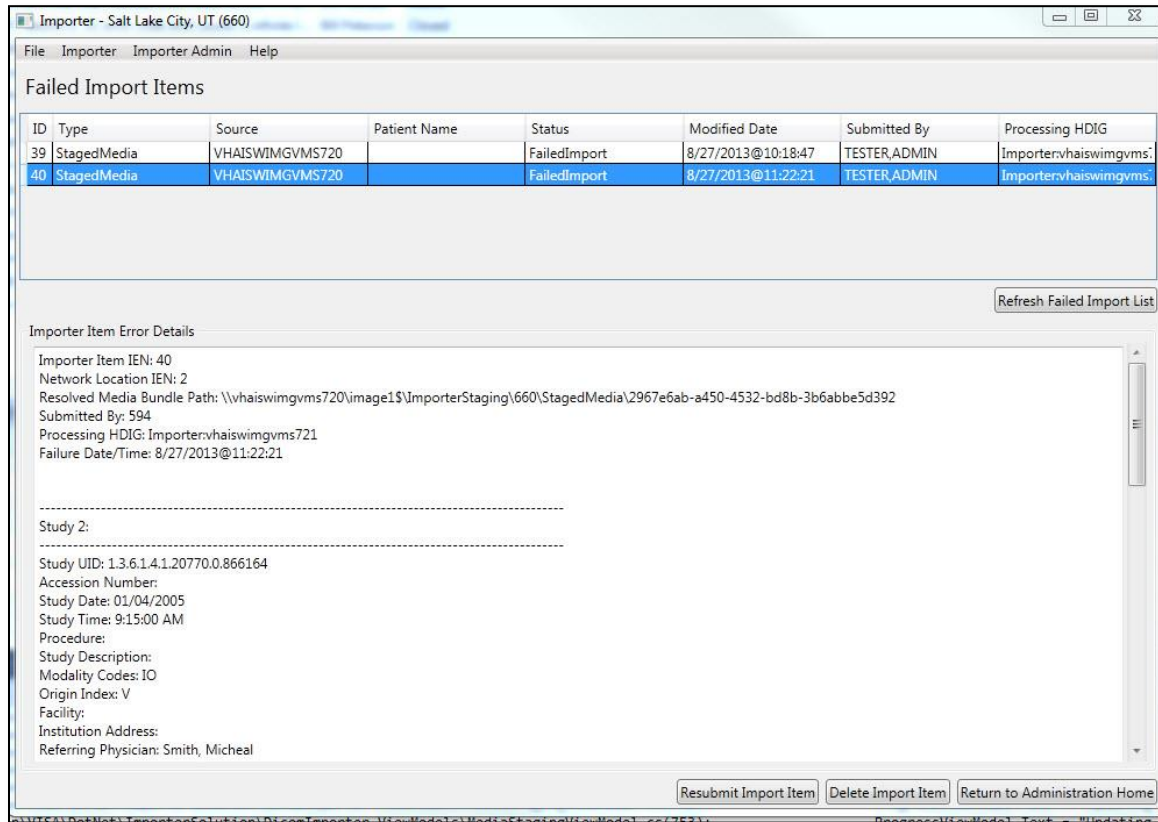 Importer - Salt Lake City, UT (660)
File Importer Importer Admin Help
Failed Import Items
ID Type Source Patient Name Status Modified Date Submitted By Processing HDIG
39 StagedMedia VHAISWIMGVMS720 FailedImport 8/27/2013@10:18:47 TESTER,ADMIN Importer:vhaiswimgvms
40 StagedMedia VHAISWIMGVMS720 FailedImport 8/27/2013@11:22:21 TESTER,ADMIN Importer:vhaiswimgvms
Refresh Failed Import List
Importer Item Error Details
Importer Item IEN: 40
Network Location IEN: 2
Resolved Media Bundle Path: \\vhaiswimgvms720\image1$\ImporterStaging\660\StagedMedia\2967e6ab-a450-4532-bd8b-3b6abbe5d392
Submitted By: 594
Processing HDIG: Importer:vhaiswimgvms721
Failure Date/Time: 8/27/2013@11:22:21
----------------------------------------------------------------------------------------------
Study 2:
----------------------------------------------------------------------------------------------
Study UID: 1.3.6.1.4.1.20770.0.866164
Accession Number:
Study Date: 01/04/2005
Study Time: 9:15:00 AM
Procedure:
Study Description:
Modality Codes: IO
Origin Index: V
Facility:
Institution Address:
Referring Physician: Smith, Micheal
Resubmit Import Item Delete Import Item Return to Administration Home